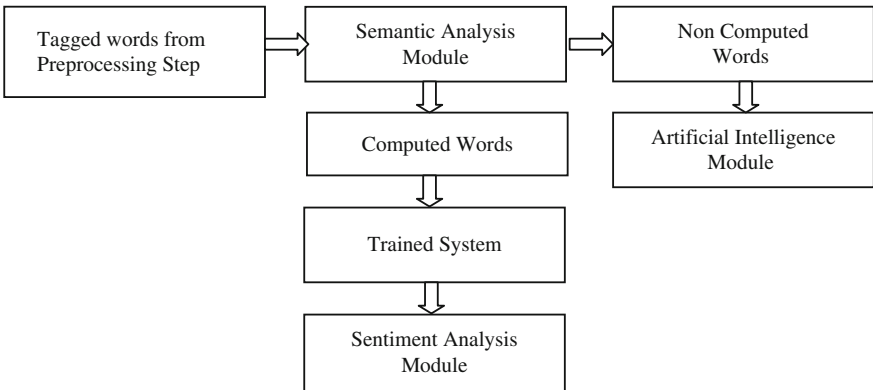 Tagged words from
Preprocessing Step
Semantic Analysis
Module
Non Computed
Words
Computed Words
Artificial Intelligence
Module
Trained System
Sentiment Analysis
Module